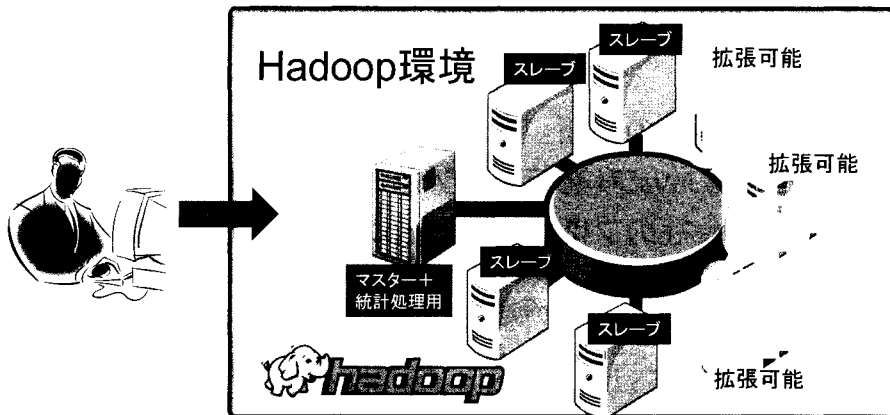 Hadoop環境
スレーブ
スレーブ
拡張可能
拡張可能
マスター+
統計処理用
スレーブ
スレーブ
拡張可能
hadoop